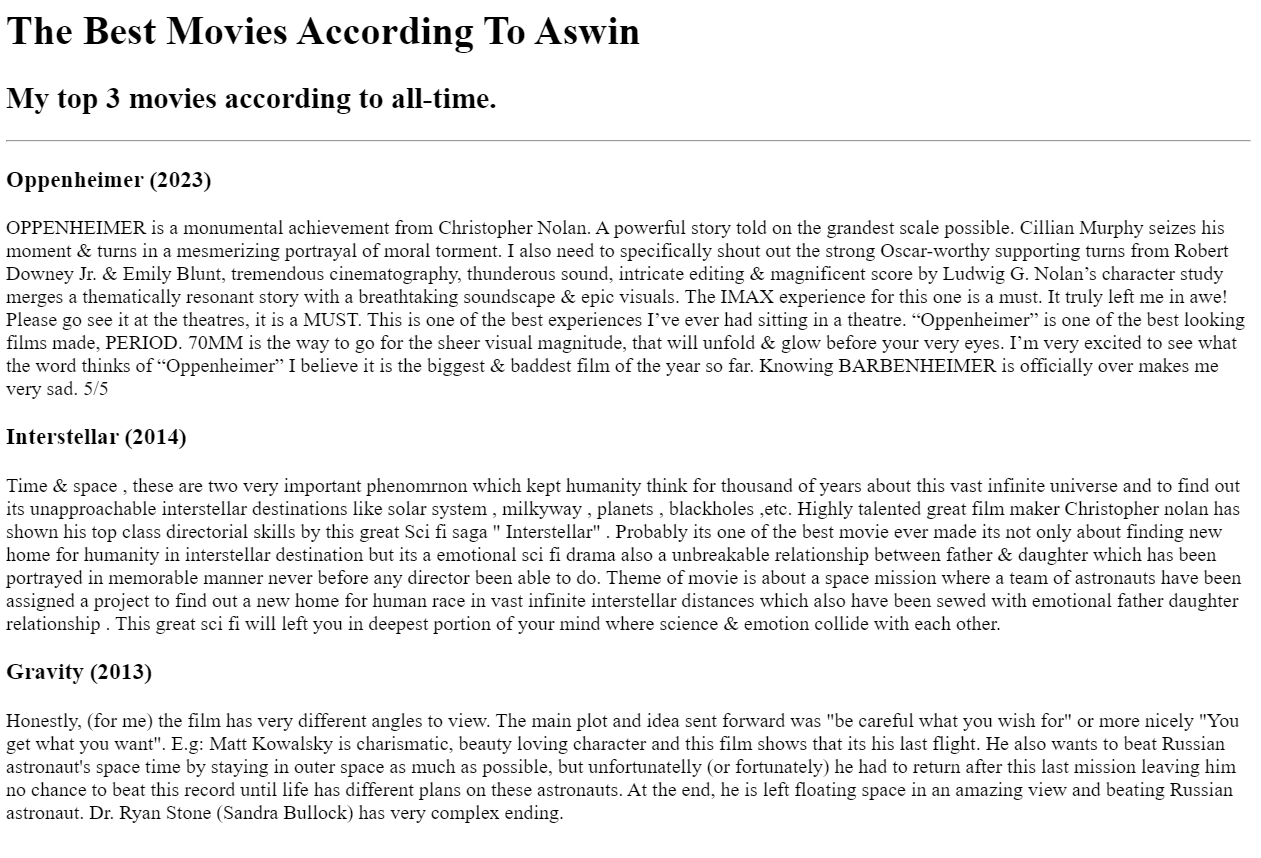 The Best Movies According To Aswin
My top 3 movies according to all-time.
Oppenheimer (2023)
OPPENHEIMER is a monumental achievement from Christopher Nolan. A powerful story told on the grandest scale possible. Cillian Murphy seizes his
moment & turns in a mesmerizing portrayal of moral torment. I also need to specifically shout out the strong Oscar-worthy supporting turns from Robert
Downey Jr. & Emily Blunt, tremendous cinematography, thunderous sound, intricate editing & magnificent score by Ludwig G. Nolan’s character study
merges a thematically resonant story with a breathtaking soundscape & epic visuals. The IMAX experience for this one is a must. It truly left me in awe!
Please go see it at the theatres, it is a MUST. This is one of the best experiences I’ve ever had sitting in a theatre. “Oppenheimer” is one of the best looking
films made, PERIOD. 70MM is the way to go for the sheer visual magnitude, that will unfold & glow before your very eyes. I’m very excited to see what
the word thinks of “Oppenheimer” I believe it is the biggest & baddest film of the year so far. Knowing BARBENHEIMER is officially over makes me
very sad. 5/5
Interstellar (2014)
Time & space , these are two very important phenomrnon which kept humanity think for thousand of years about this vast infinite universe and to find out
its unapproachable interstellar destinations like solar system , milkyway , planets , blackholes ,etc. Highly talented great film maker Christopher nolan has
shown his top class directorial skills by this great Sci fi saga " Interstellar" . Probably its one of the best movie ever made its not only about finding new
home for humanity in interstellar destination but its a emotional sci fi drama also a unbreakable relationship between father & daughter which has been
portrayed in memorable manner never before any director been able to do. Theme of movie is about a space mission where a team of astronauts have been
assigned a project to find out a new home for human race in vast infinite interstellar distances which also have been sewed with emotional father daughter
relationship . This great sci fi will left you in deepest portion of your mind where science & emotion collide with each other.
Gravity (2013)
Honestly, (for me) the film has very different angles to view. The main plot and idea sent forward was "be careful what you wish for" or more nicely "You
get what you want". E.g: Matt Kowalsky is charismatic, beauty loving character and this film shows that its his last flight. He also wants to beat Russian
astronaut's space time by staying in outer space as much as possible, but unfortunatelly (or fortunately) he had to return after this last mission leaving him
no chance to beat this record until life has different plans on these astronauts. At the end, he is left floating space in an amazing view and beating Russian
astronaut. Dr. Ryan Stone (Sandra Bullock) has very complex ending.